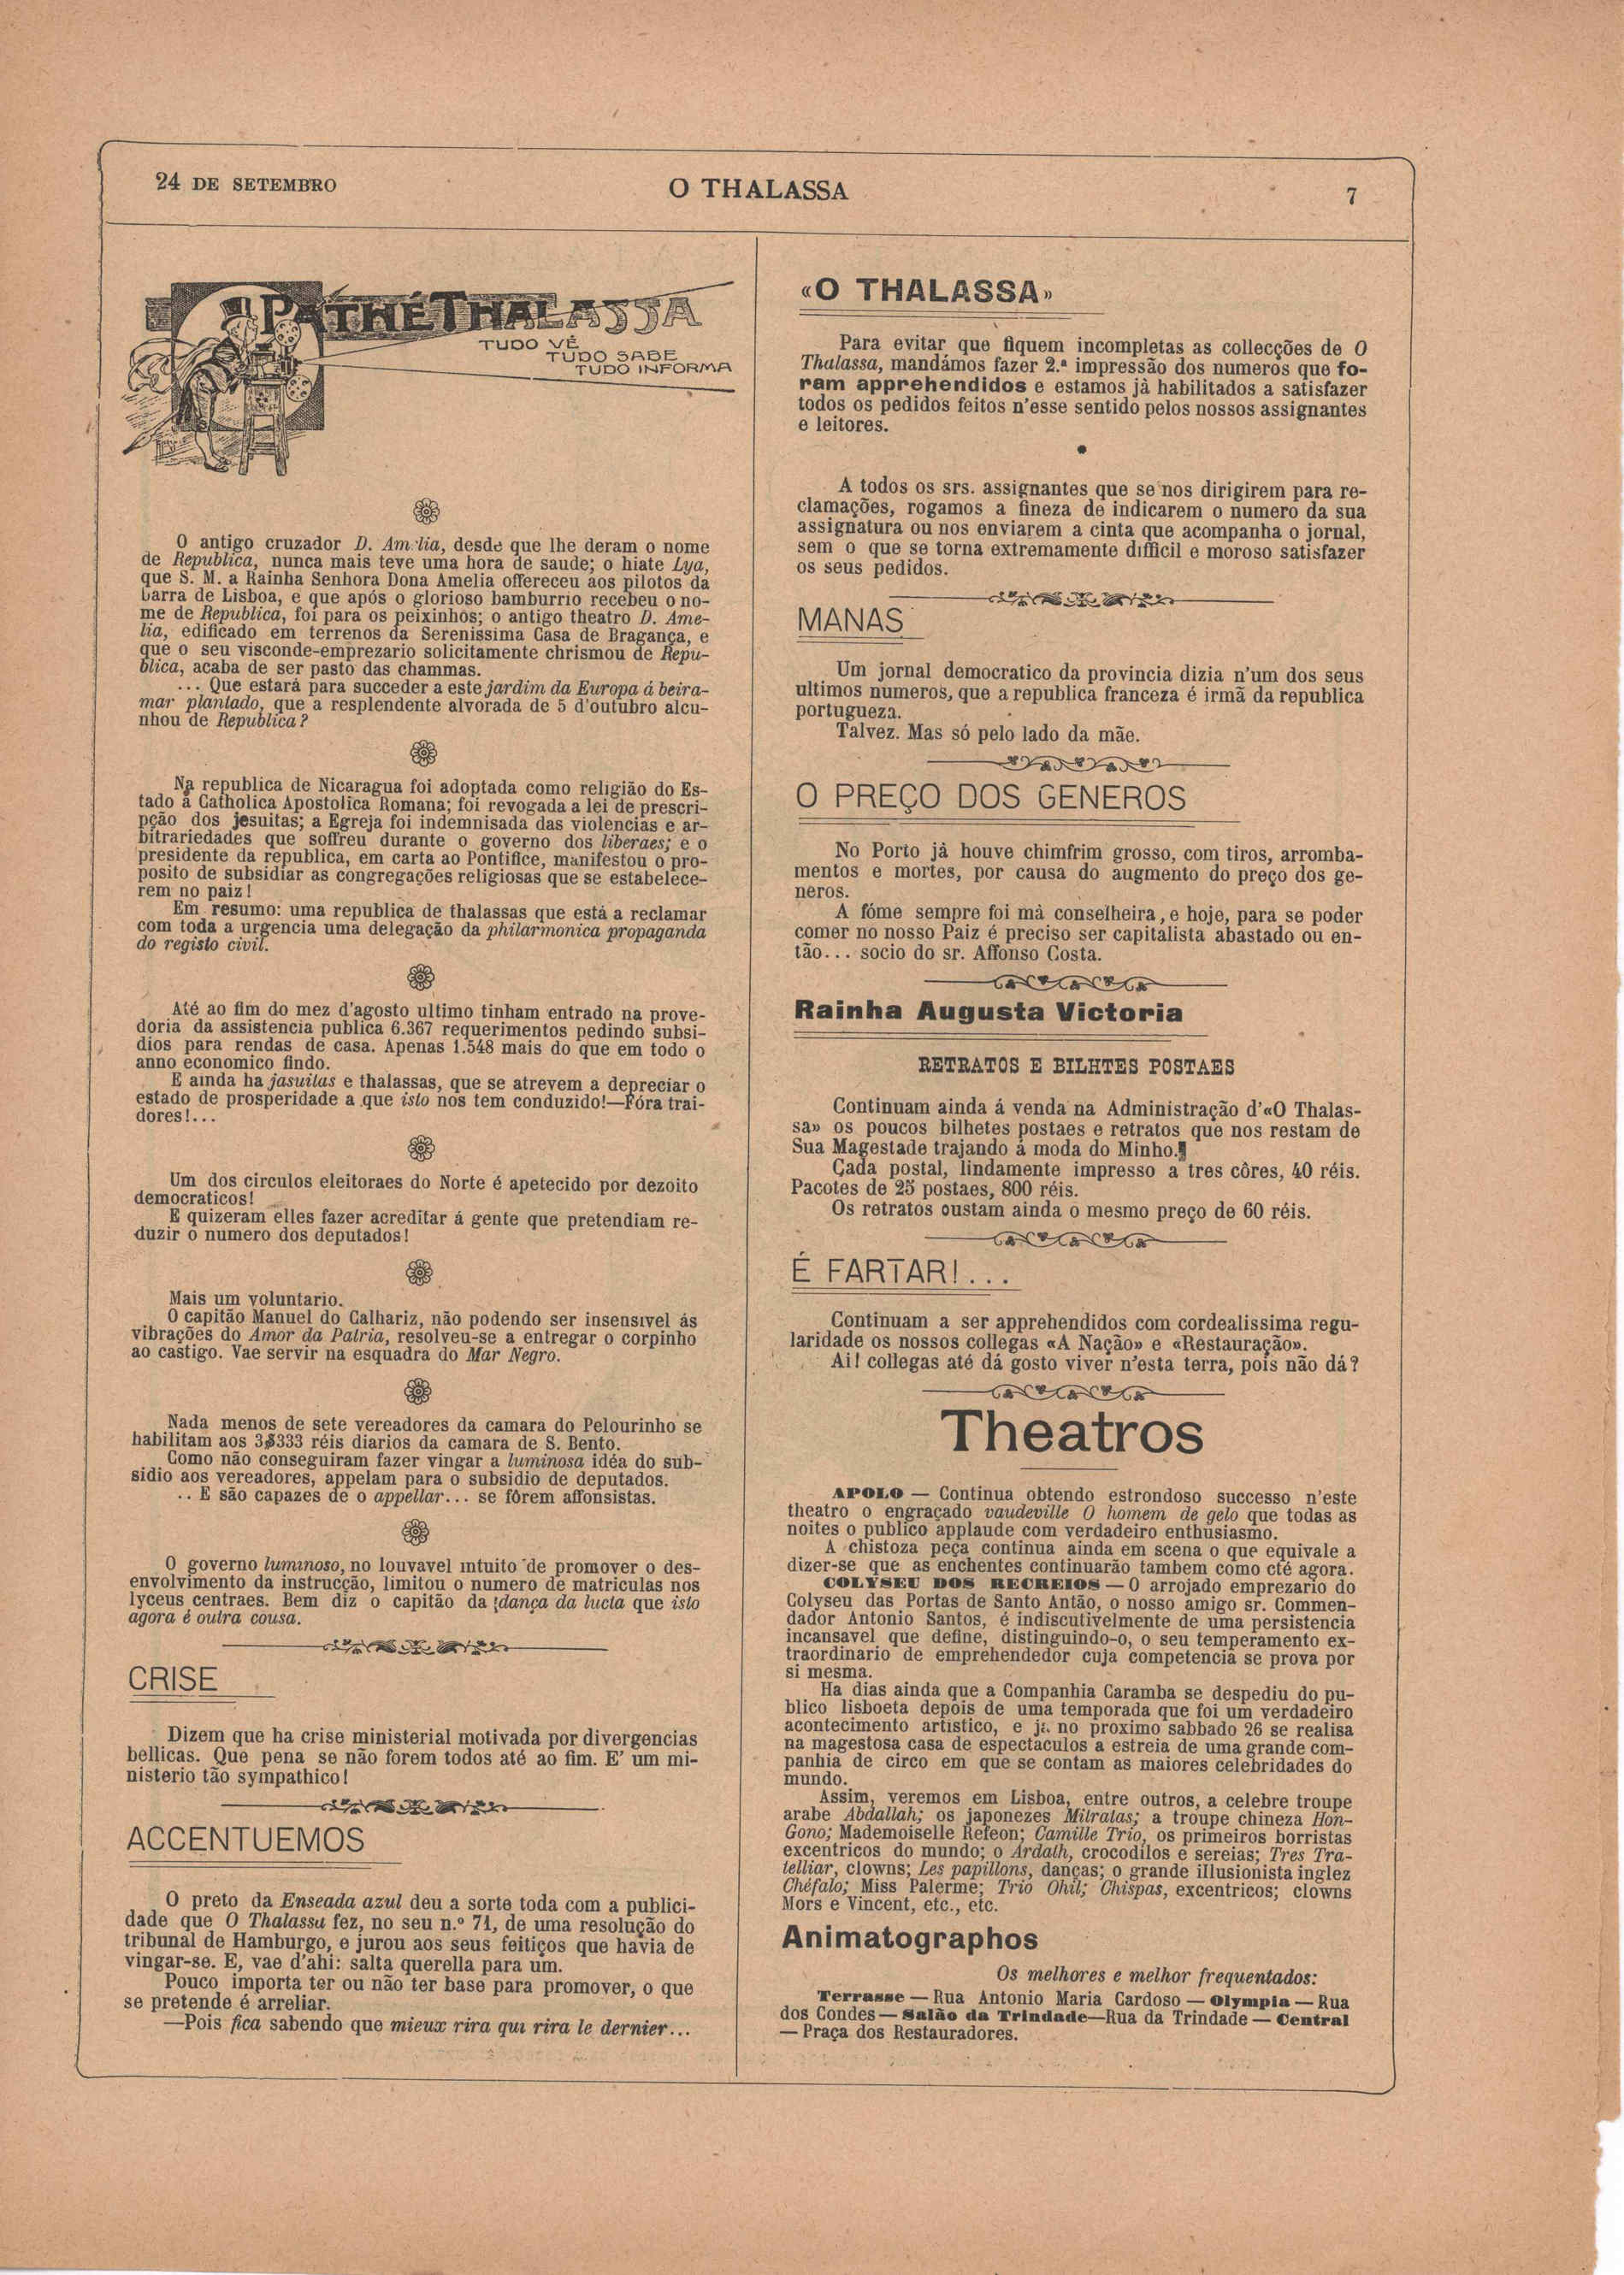 24 DE SETEMBRO
O THALASSA
7
PATHÉ THALASSA
TUDO VÊ
TUDO SABE
TUDO INFORMA
O antigo cruzador D. Am lia, desde que lhe deram o nome
de Republica, nunca mais teve uma hora de saude; o hiate Lya,
que S. M. a Rainha Senhora Dona Amelia offereceu aos pilotos da
barra de Lisboa, e que após o glorioso bamburrio recebeu o no-
me de Republica, foi para os peixinhos; o antigo theatro D. Ame-
lia, edificado em terrenos da Serenissima Casa de Bragança, e
que o seu visconde-emprezario solicitamente chrismou de Repu-
blica, acaba de ser pasto das chammas.
... Que estará para succeder a este jardim da Europa á beira-
mar plantado, que a resplendente alvorada de 5 d'outubro alcu-
nhou de Republica?
Na republica de Nicaragua foi adoptada como religião do Es-
tado a Catholica Apostolica Romana; foi revogada a lei de prescri-
pção dos jesuitas; a Egreja foi indemnisada das violencias e ar-
bitrariedades que soffreu durante o governo dos liberaes; e o
presidente da republica, em carta ao Pontifice, manifestou o pro-
posito de subsidiar as congregações religiosas que se estabelece-
rem no paiz!
Em resumo: uma republica de thalassas que está a reclamar
com toda a urgencia uma delegação da philarmonica propaganda
do registo civil.
Até ao fim do mez d'agosto ultimo tinham entrado na prove-
doria da assistencia publica 6.367 requerimentos pedindo subsi-
dios para rendas de casa. Apenas 1.548 mais do que em todo o
anno economico findo.
E ainda ha jasuitas e thalassas, que se atrevem a depreciar o
estado de prosperidade a que isto nos tem conduzido!—Fóra trai-
dores!...
Um dos circulos eleitoraes do Norte é apetecido por dezoito
democraticos!
E quizeram elles fazer acreditar á gente que pretendiam re-
duzir o numero dos deputados!
Mais um voluntario.
O capitão Manuel do Calhariz, não podendo ser insensivel ás
vibrações do Amor da Patria, resolveu-se a entregar o corpinho
ao castigo. Vae servir na esquadra do Mar Negro.
Nada menos de sete vereadores da camara do Pelourinho se
habilitam aos 3$333 réis diarios da camara de S. Bento.
Como não conseguiram fazer vingar a luminosa idéa do sub-
sidio aos vereadores, appelam para o subsidio de deputados.
.. E são capazes de o appellar... se fôrem affonsistas.
O governo luminoso, no louvavel intuito de promover o des-
envolvimento da instrucção, limitou o numero de matriculas nos
lyceus centraes. Bem diz o capitão da dança da lucta que isto
agora é outra cousa.
CRISE
Dizem que ha crise ministerial motivada por divergencias
bellicas. Que pena se não forem todos até ao fim. E' um mi-
nisterio tão sympathico!
ACCENTUEMOS
O preto da Enseada azul deu a sorte toda com a publici-
dade que O Thalassa fez, no seu n.º 71, de uma resolução do
tribunal de Hamburgo, e jurou aos seus feitiços que havia de
vingar-se. E, vae d'ahi: salta querella para um.
Pouco importa ter ou não ter base para promover, o que
se pretende é arreliar.
—Pois fica sabendo que mieux rira qui rira le dernier...
«O THALASSA»
Para evitar que fiquem incompletas as collecções de O
Thalassa, mandámos fazer 2.ª impressão dos numeros que fo-
ram apprehendidos e estamos já habilitados a satisfazer
todos os pedidos feitos n'esse sentido pelos nossos assignantes
e leitores.
A todos os srs. assignantes que se nos dirigirem para re-
clamações, rogamos a fineza de indicarem o numero da sua
assignatura ou nos enviarem a cinta que acompanha o jornal,
sem o que se torna extremamente difficil e moroso satisfazer
os seus pedidos.
MANAS
Um jornal democratico da provincia dizia n'um dos seus
ultimos numeros, que a republica franceza é irmã da republica
portugueza.
Talvez. Mas só pelo lado da mãe.
O PREÇO DOS GENEROS
No Porto já houve chimfrim grosso, com tiros, arromba-
mentos e mortes, por causa do augmento do preço dos ge-
neros.
A fóme sempre foi má conselheira, e hoje, para se poder
comer no nosso Paiz é preciso ser capitalista abastado ou en-
tão... socio do sr. Affonso Costa.
Rainha Augusta Victoria
RETRATOS E BILHTES POSTAES
Continuam ainda á venda na Administração d'«O Thalas-
sa» os poucos bilhetes postaes e retratos que nos restam de
Sua Magestade trajando á moda do Minho.
Cada postal, lindamente impresso a tres côres, 40 réis.
Pacotes de 25 postaes, 800 réis.
Os retratos oustam ainda o mesmo preço de 60 réis.
É FARTAR!...
Continuam a ser apprehendidos com cordealissima regu-
laridade os nossos collegas «A Nação» e «Restauração».
Ai! collegas até dá gosto viver n'esta terra, pois não dá?
Theatros
APOLO — Continua obtendo estrondoso successo n'este
theatro o engraçado vaudeville O homem de gelo que todas as
noites o publico applaude com verdadeiro enthusiasmo.
A chistoza peça continua ainda em scena o que equivale a
dizer-se que as enchentes continuarão tambem como cté agora.
COLYSEU DOS RECREIOS — O arrojado emprezario do
Colyseu das Portas de Santo Antão, o nosso amigo sr. Commen-
dador Antonio Santos, é indiscutivelmente de uma persistencia
incansavel que define, distinguindo-o, o seu temperamento ex-
traordinario de emprehendedor cuja competencia se prova por
si mesma.
Ha dias ainda que a Companhia Caramba se despediu do pu-
blico lisboeta depois de uma temporada que foi um verdadeiro
acontecimento artistico, e já no proximo sabbado 26 se realisa
na magestosa casa de espectaculos a estreia de uma grande com-
panhia de circo em que se contam as maiores celebridades do
mundo.
Assim, veremos em Lisboa, entre outros, a celebre troupe
arabe Abdallah; os japonezes Mitratas; a troupe chineza Hon-
Gono; Mademoiselle Refeon; Camille Trio, os primeiros borristas
excentricos do mundo; o Ardath, crocodilos e sereias; Tres Tra-
telliar, clowns; Les papillons, danças; o grande illusionista inglez
Chéfalo; Miss Palerme; Trio Ohil; Chispas, excentricos; clowns
Mors e Vincent, etc., etc.
Animatographos
Os melhores e melhor frequentados:
Terrasse — Rua Antonio Maria Cardoso — Olympia — Rua
dos Condes — Salão da Trindade—Rua da Trindade — Central
— Praça dos Restauradores.